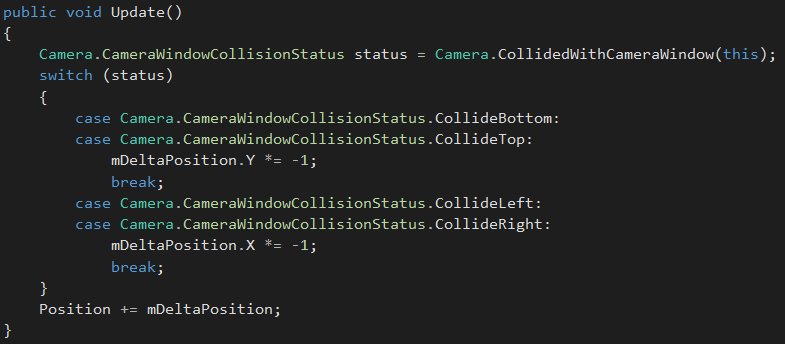 public void Update()
{
    Camera.CameraWindowCollisionStatus status = Camera.CollidedWithCameraWindow(this);
    switch (status)
    {
        case Camera.CameraWindowCollisionStatus.CollideBottom:
        case Camera.CameraWindowCollisionStatus.CollideTop:
            mDeltaPosition.Y *= -1;
            break;
        case Camera.CameraWindowCollisionStatus.CollideLeft:
        case Camera.CameraWindowCollisionStatus.CollideRight:
            mDeltaPosition.X *= -1;
            break;
    }
    Position += mDeltaPosition;
}